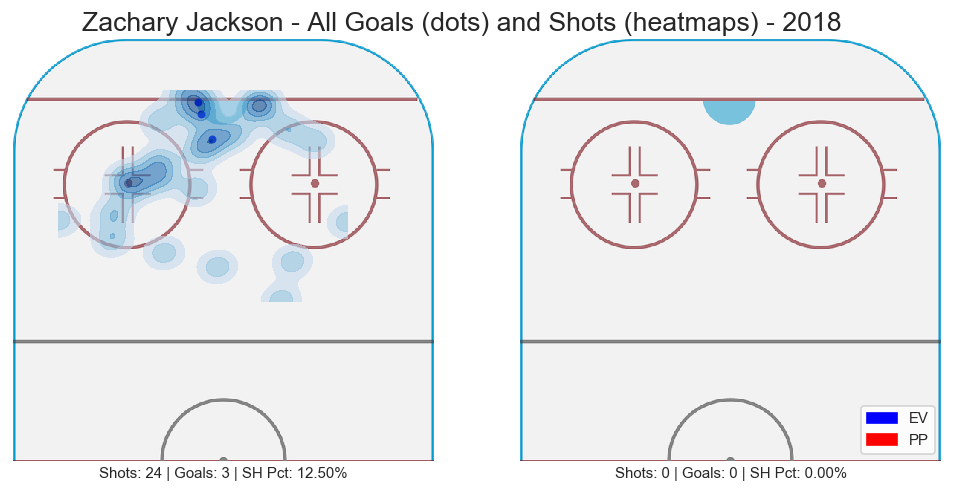 Zachary Jackson - All Goals (dots) and Shots (heatmaps) - 2018
EV
PP
Shots: 24 | Goals: 3 | SH Pct: 12.50%
Shots: 0 | Goals: 0 | SH Pct: 0.00%